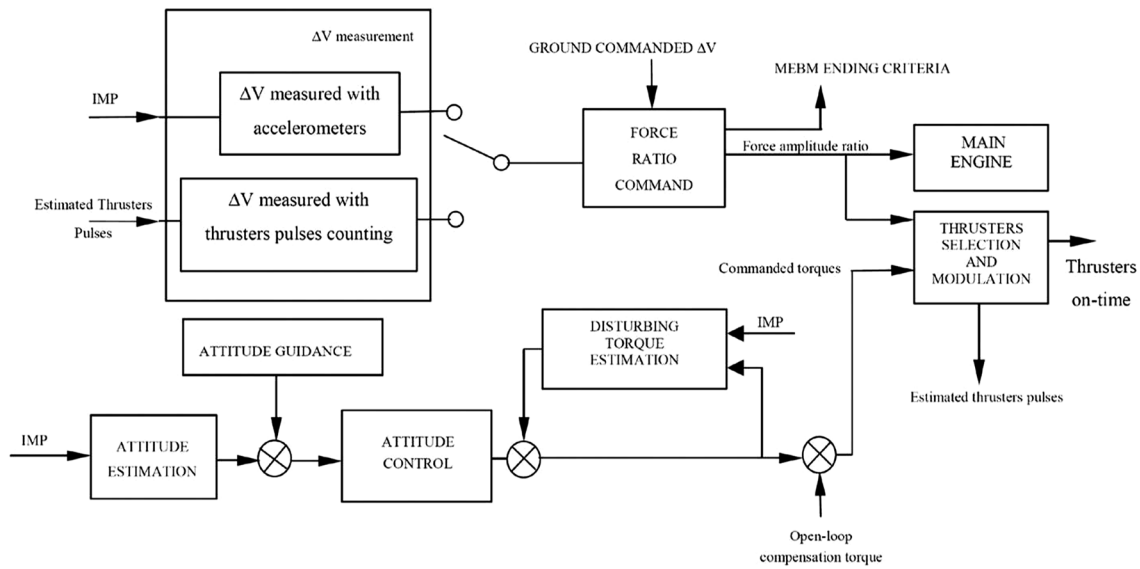 ΔV measurement
IMP
ΔV measured with
accelerometers
Estimated Thrusters
Pulses
ΔV measured with
thrusters pulses counting
GROUND COMMANDED ΔV
MEBM ENDING CRITERIA
FORCE
RATIO
COMMAND
Force amplitude ratio
MAIN
ENGINE
THRUSTERS
SELECTION
AND
MODULATION
Commanded torques
Thrusters
on-time
Estimated thrusters pulses
DISTURBING
TORQUE
ESTIMATION
IMP
ATTITUDE GUIDANCE
IMP
ATTITUDE
ESTIMATION
ATTITUDE
CONTROL
Open-loop
compensation torque